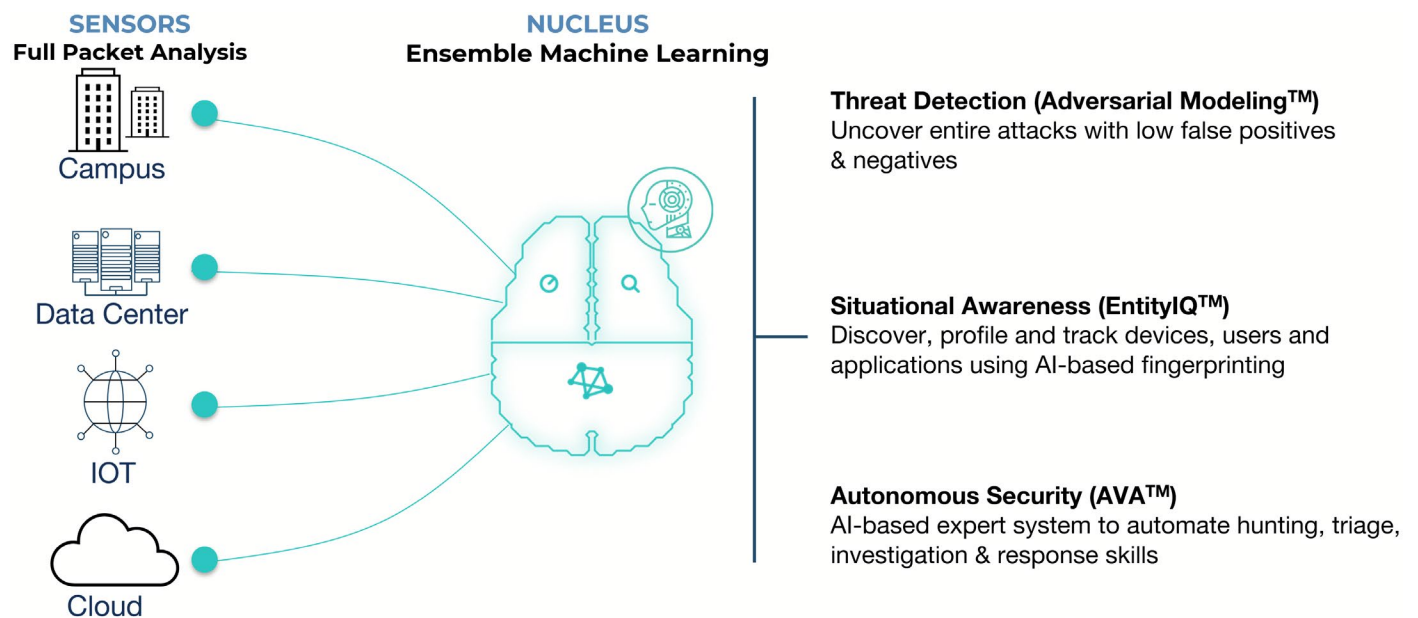 SENSORS
Full Packet Analysis
Campus
Data Center
IOT
Cloud
NUCLEUS
Ensemble Machine Learning
Threat Detection (Adversarial Modeling™)
Uncover entire attacks with low false positives
& negatives
Situational Awareness (EntityIQ™)
Discover, profile and track devices, users and
applications using AI-based fingerprinting
Autonomous Security (AVA™)
AI-based expert system to automate hunting, triage,
investigation & response skills